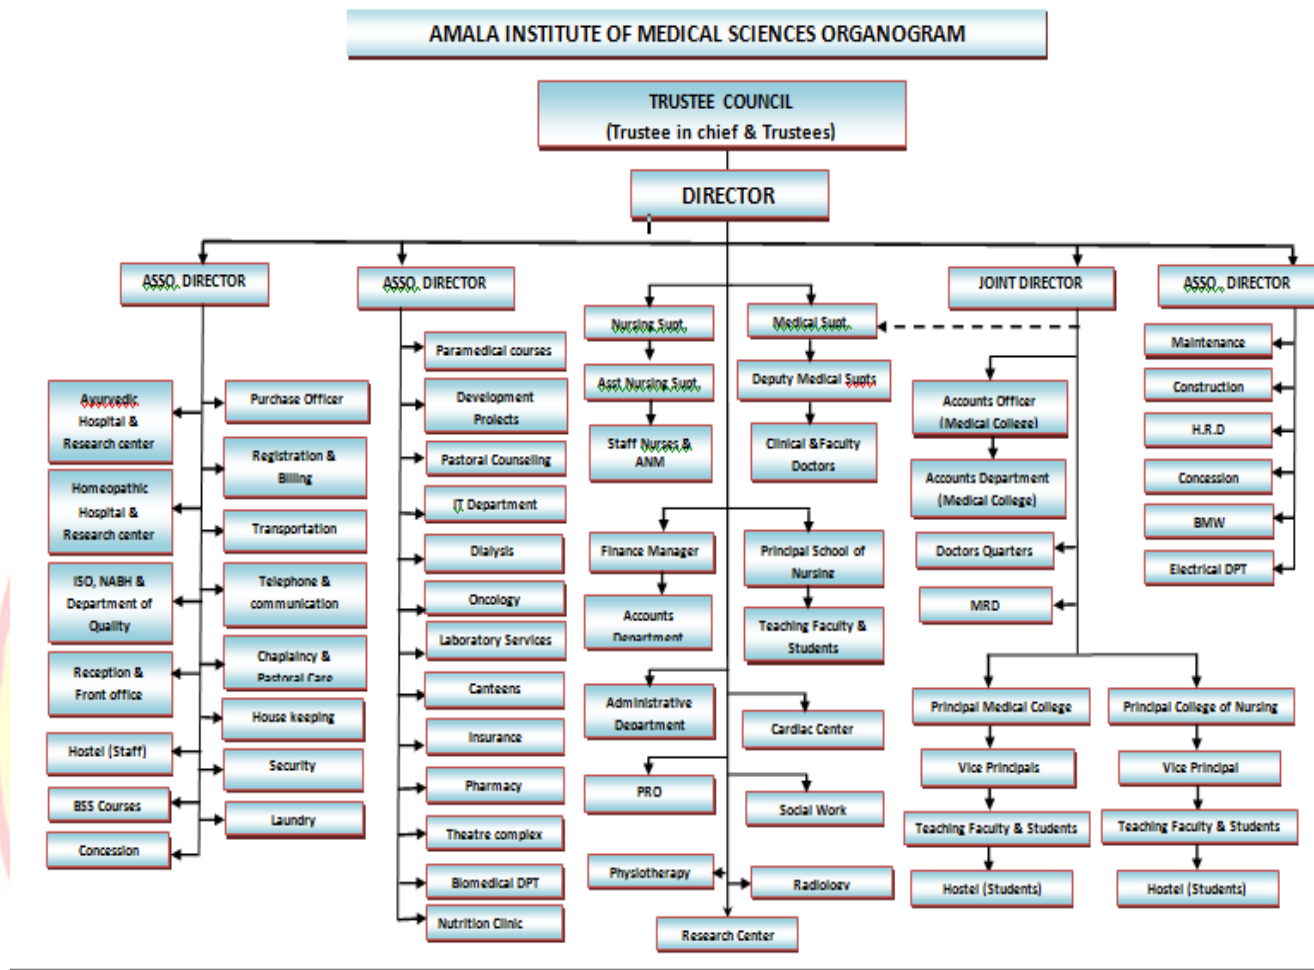 AMALA INSTITUTE OF MEDICAL SCIENCES ORGANOGRAM
TRUSTEE COUNCIL
(Trustee in chief & Trustees)
DIRECTOR
ASSO. DIRECTOR
Ayurvedic
Hospital &
Research center
Homeopathic
Hospital &
Research center
ISO, NABH &
Department of
Quality
Reception &
Front office
Hostel (Staff)
BSS Courses
Concession
Purchase Officer
Registration &
Billing
Transportation
Telephone &
communication
Chaplaincy &
Pastoral Care
House keeping
Security
Laundry
ASSO. DIRECTOR
Paramedical courses
Development
Projects
Pastoral Counseling
IT Department
Dialysis
Oncology
Laboratory Services
Canteens
Insurance
Pharmacy
Theatre complex
Biomedical DPT
Nutrition Clinic
Nursing Supt.
Asst Nursing Supt.
Staff Nurses &
ANM
Medical Supt.
Deputy Medical Supts
Clinical &Faculty
Doctors
Finance Manager
Accounts
Department
Principal School of
Nursing
Teaching Faculty &
Students
Administrative
Department
Cardiac Center
PRO
Social Work
Physiotherapy
Radiology
Research Center
JOINT DIRECTOR
Accounts Officer
(Medical College)
Accounts Department
(Medical College)
Doctors Quarters
MRD
Principal Medical College
Vice Principals
Teaching Faculty & Students
Hostel (Students)
Principal College of Nursing
Vice Principal
Teaching Faculty & Students
Hostel (Students)
ASSO. DIRECTOR
Maintenance
Construction
H.R.D
Concession
BMW
Electrical DPT